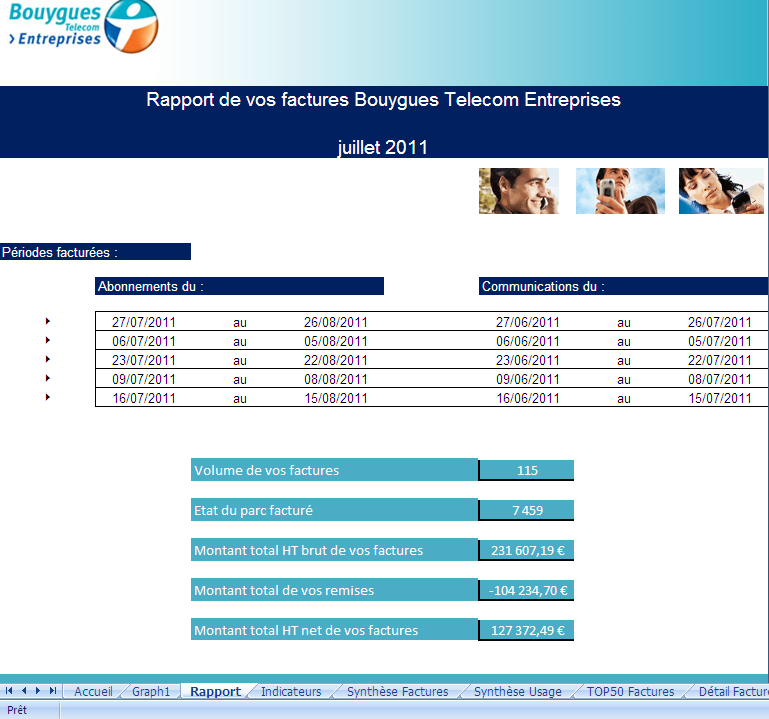 Bouygues
Telecom
Entreprises
Rapport de vos factures Bouygues Telecom Entreprises
juillet 2011
Périodes facturées :
Abonnements du : Communications du :
27/07/2011 au 26/08/2011 27/06/2011 au 26/07/2011
06/07/2011 au 05/08/2011 06/06/2011 au 05/07/2011
23/07/2011 au 22/08/2011 23/06/2011 au 22/07/2011
09/07/2011 au 08/08/2011 09/06/2011 au 08/07/2011
16/07/2011 au 15/08/2011 16/06/2011 au 15/07/2011
Volume de vos factures 115
Etat du parc facturé 7 459
Montant total HT brut de vos factures 231 607,19 €
Montant total de vos remises -104 234,70 €
Montant total HT net de vos factures 127 372,49 €
Accueil Graph1 Rapport Indicateurs Synthèse Factures Synthèse Usage TOP50 Factures Détail Facture
Prêt